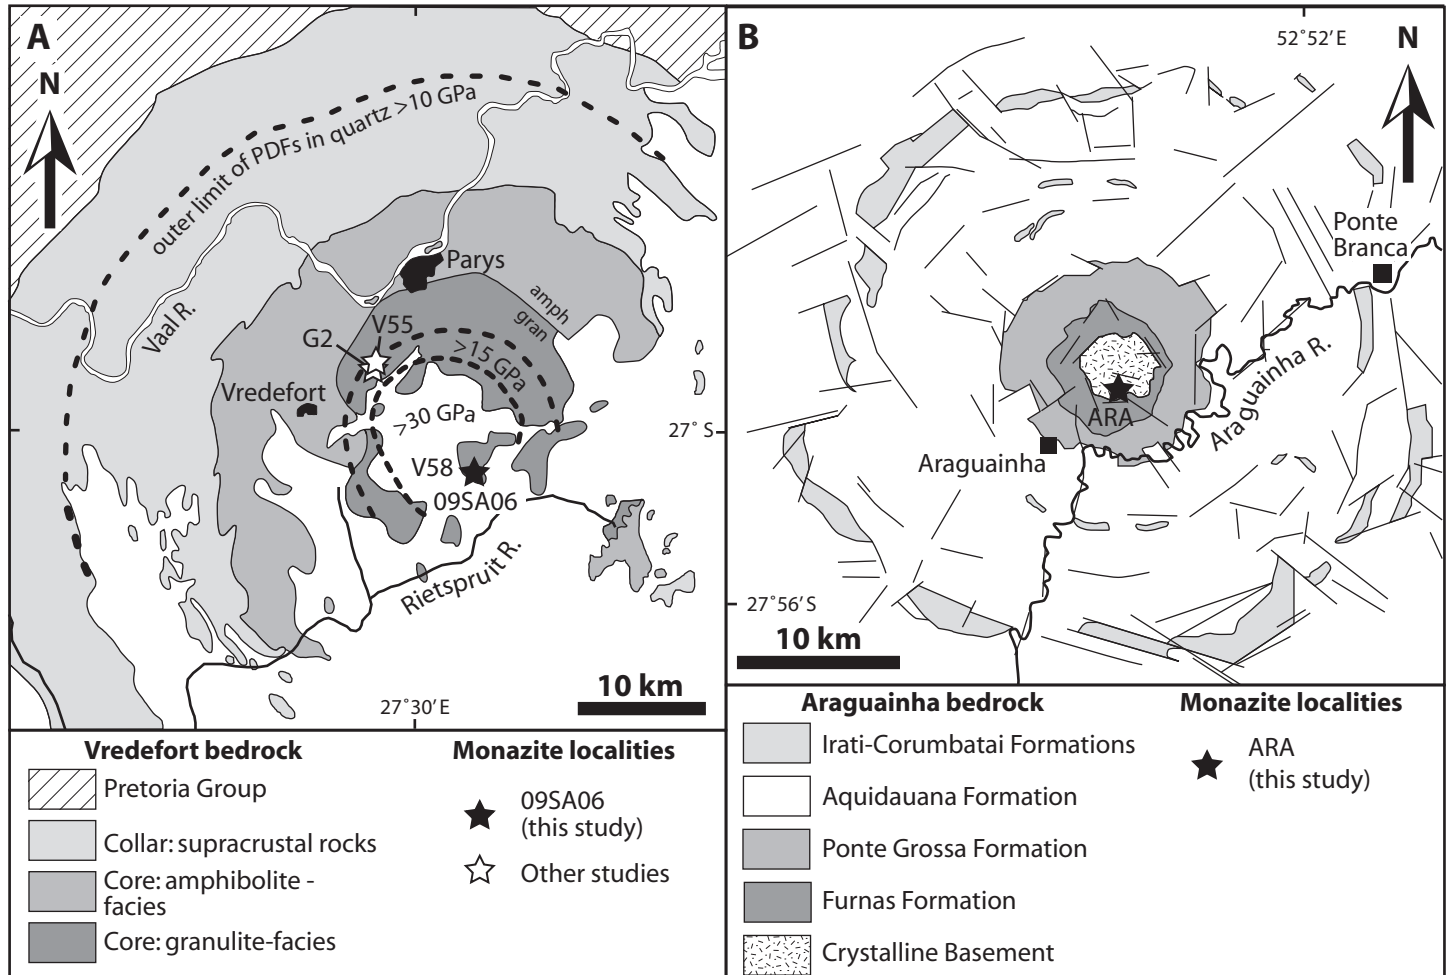 A
N
outer limit of PDFs in quartz >10 GPa
Vaal R.
Parys
amph
gran
V55
G2
>15 GPa
Vredefort
>30 GPa
27° S
V58
09SA06
Rietspruit R.
10 km
27˚30′ E
Vredefort bedrock
Pretoria Group
Collar: supracrustal rocks
Core: amphibolite -
facies
Core: granulite-facies
Monazite localities
09SA06
(this study)
Other studies
B
52˚52′ E
N
Ponte
Branca
Araguainha R.
ARA
Araguainha
27˚56′ S
10 km
Araguainha bedrock
Irati-Corumbatai Formations
Aquidauana Formation
Ponte Grossa Formation
Furnas Formation
Crystalline Basement
Monazite localities
ARA
(this study)